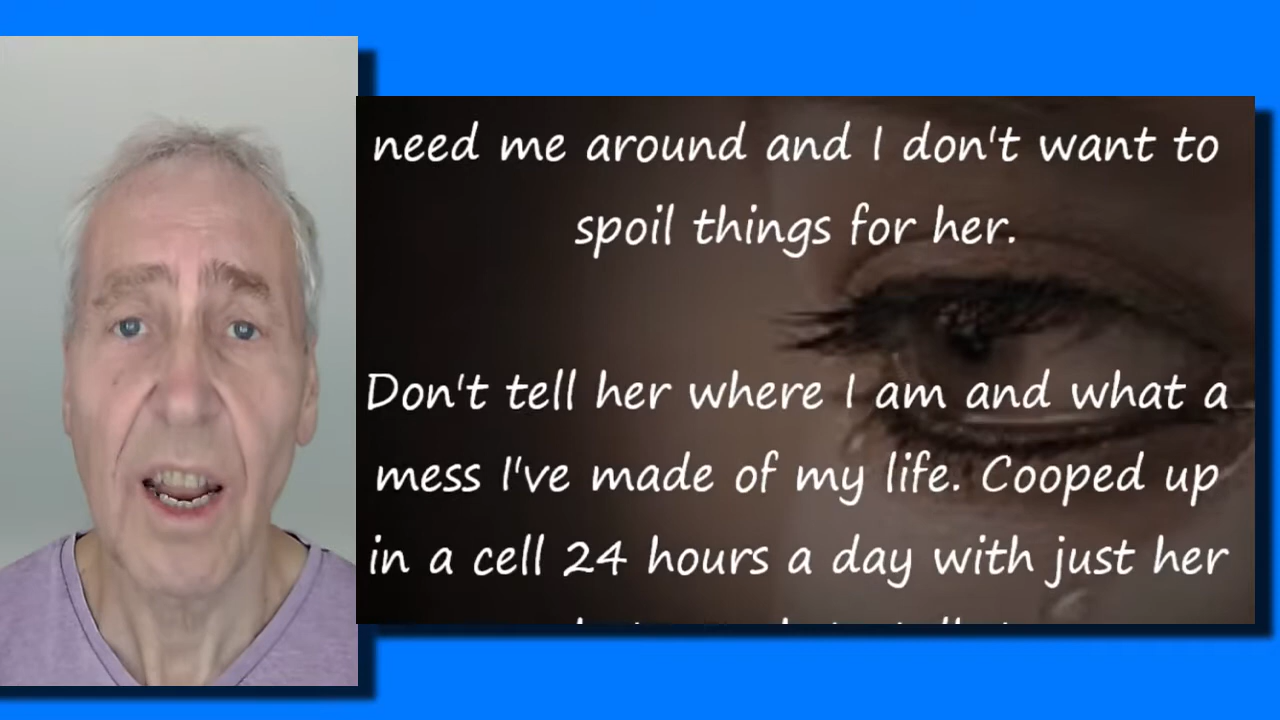 need me around and I don't want to
spoil things for her.
Don't tell her where I am and what a
mess I've made of my life. Cooped up
in a cell 24 hours a day with just her